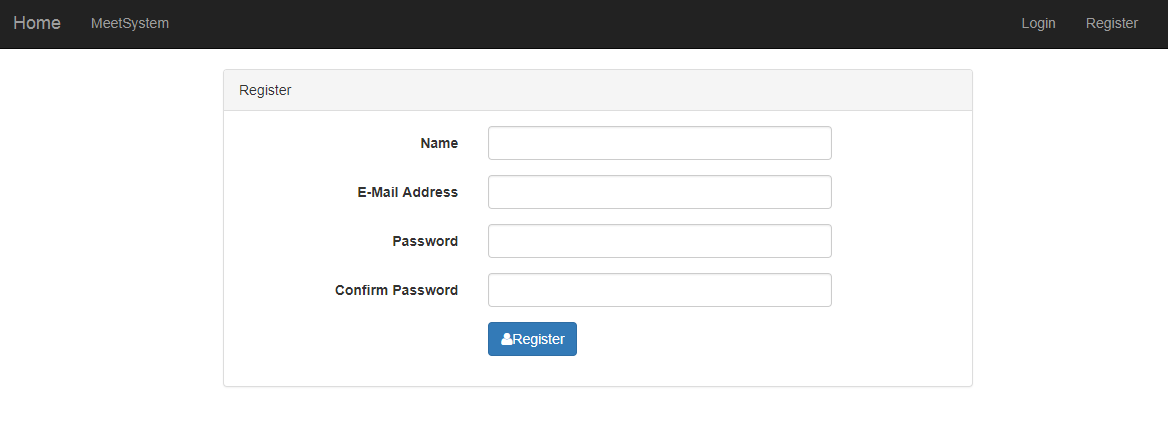 Home MeetSystem Login Register
Register
Name
E-Mail Address
Password
Confirm Password
Register